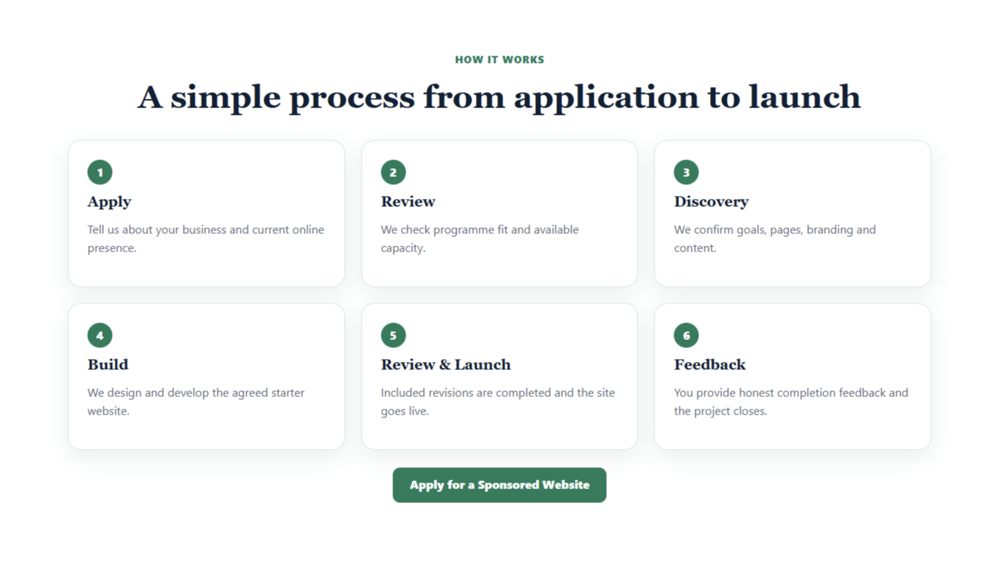 HOW IT WORKS
A simple process from application to launch
1
Apply
Tell us about your business and current online
presence.
2
Review
We check programme fit and available
capacity.
3
Discovery
We confirm goals, pages, branding and
content.
4
Build
We design and develop the agreed starter
website.
5
Review & Launch
Included revisions are completed and the site
goes live.
6
Feedback
You provide honest completion feedback and
the project closes.
Apply for a Sponsored Website